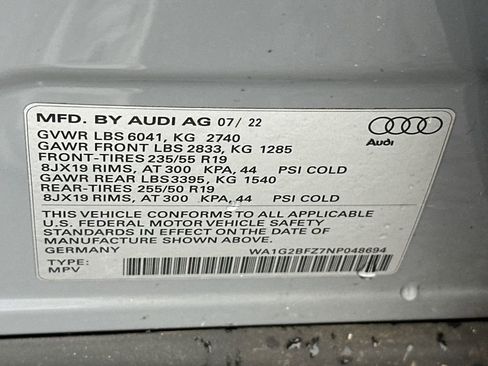 MFD. BY AUDI AG 07/ 22
GVWR LBS 6041, KG 2740
GAWR FRONT LBS 2833, KG 1285
FRONT-TIRES 235/55 R19
8JX19 RIMS, AT 300 KPA, 44 PSI COLD
GAWR REAR LBS3395, KG 1540
REAR-TIRES 255/50 R19
8JX19 RIMS, AT 300 KPA, 44 PSI COLD
THIS VEHICLE CONFORMS TO ALL APPLICABLE
U.S. FEDERAL MOTOR VEHICLE SAFETY
STANDARDS IN EFFECT ON THE DATE OF
MANUFACTURE SHOWN ABOVE.
GERMANY WA1G2BFZ7NP048694
TYPE:
MPV
Audi